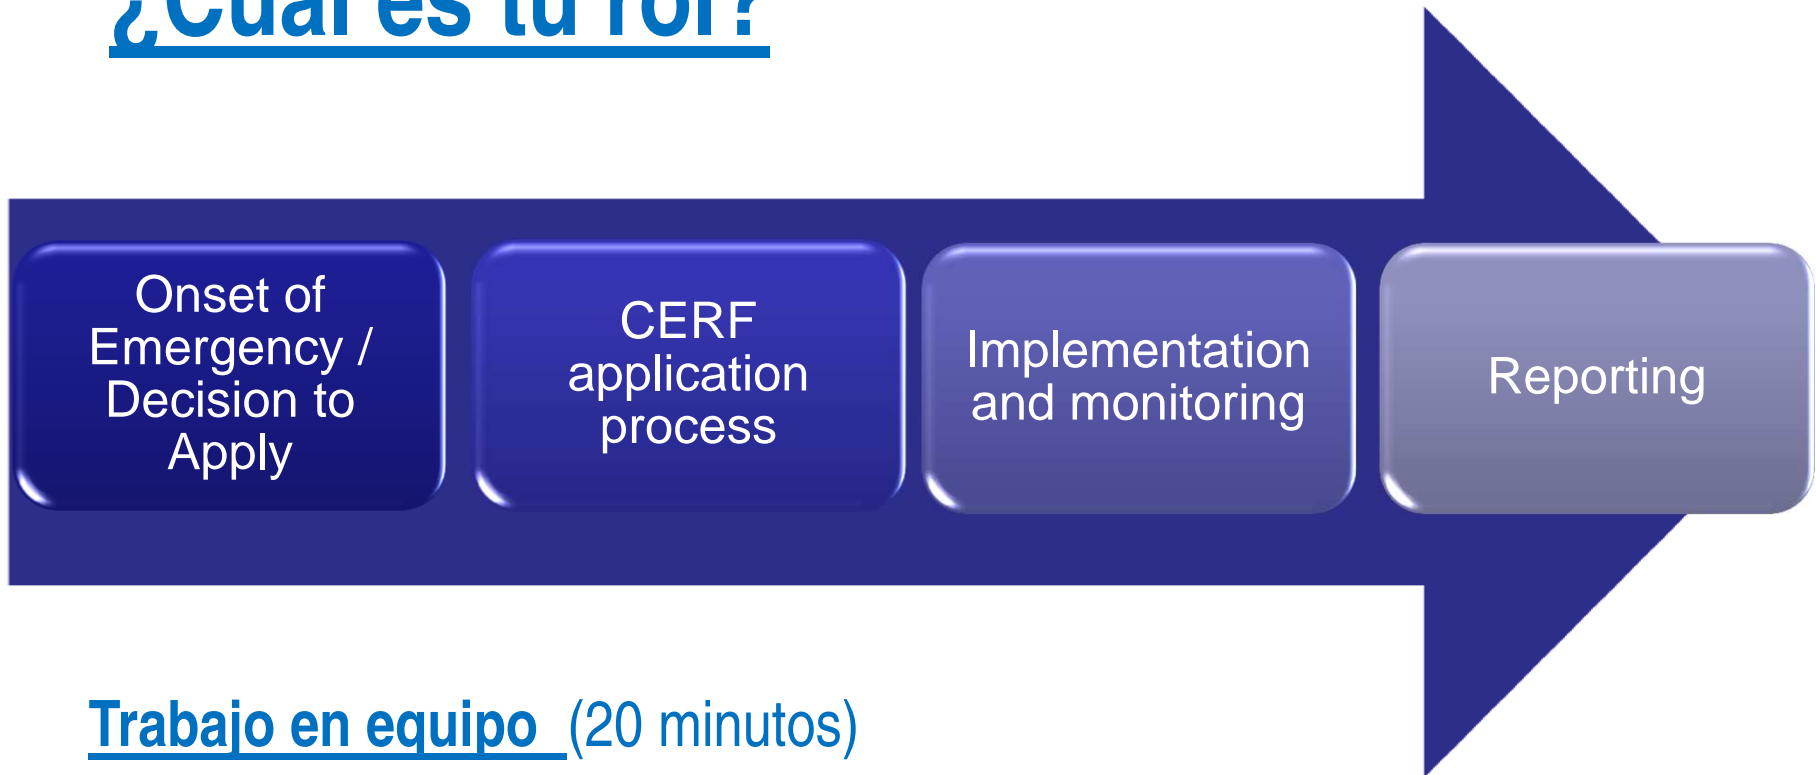 ¿Cuál es tu rol?
Onset of
Emergency /
Decision to
Apply
CERF
application
process
Implementation
and monitoring
Reporting
Trabajo en equipo (20 minutos)